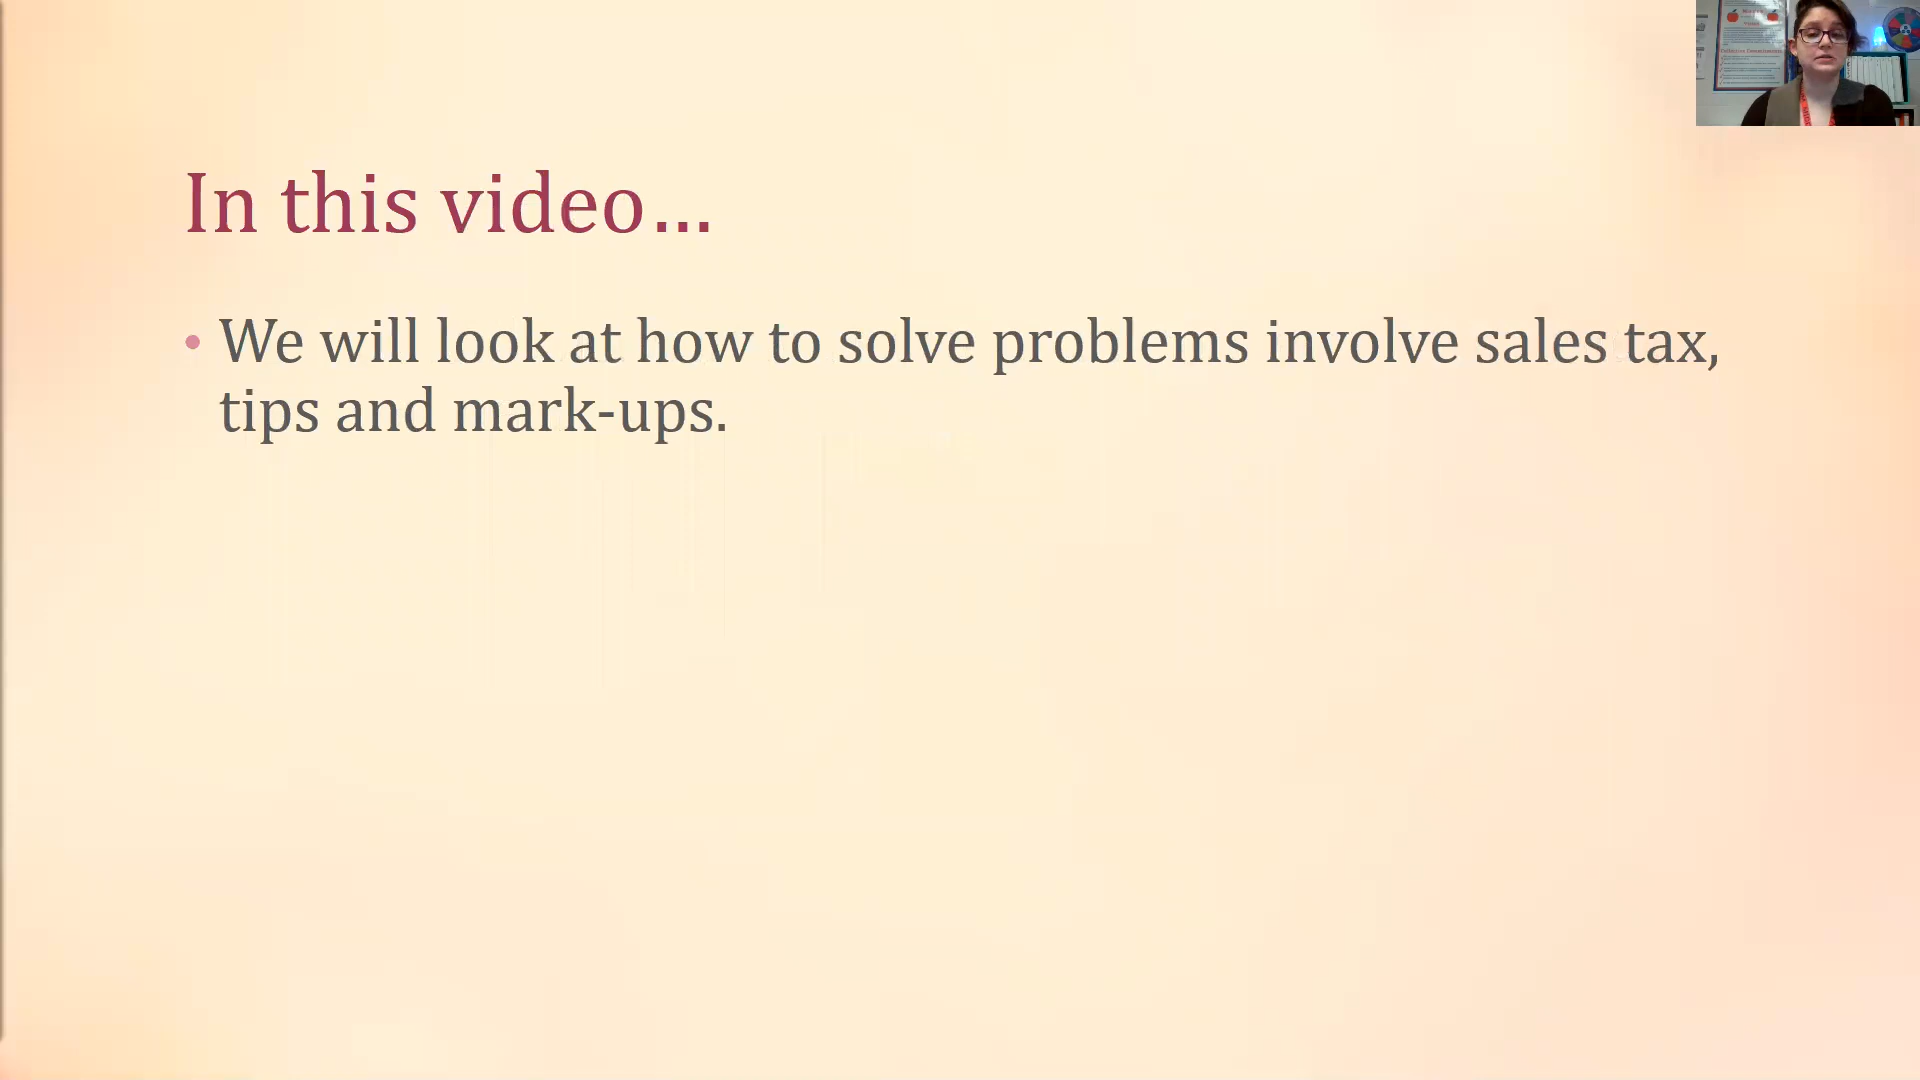 In this video…
• We will look at how to solve problems involve sales tax,
tips and mark-ups.